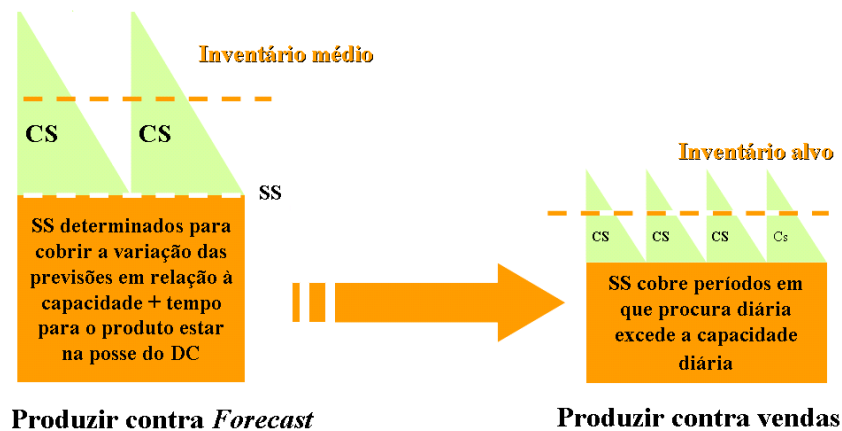 Inventário médio
CS
CS
SS
SS determinados para
cobrir a variação das
previsões em relação à
capacidade + tempo
para o produto estar
na posse do DC
Produzir contra Forecast
Inventário alvo
CS
CS
CS
Cs
SS cobre períodos em
que procura diária
excede a capacidade
diária
Produzir contra vendas